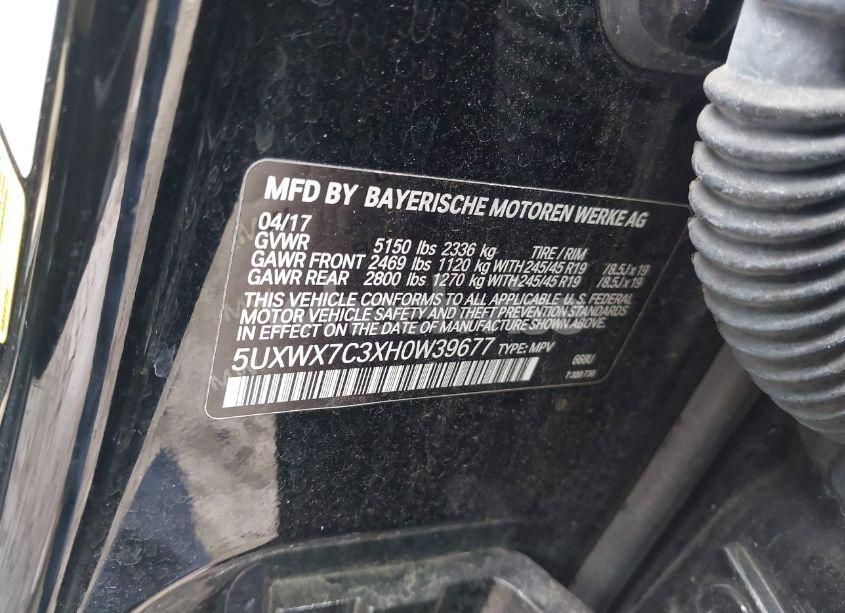 MFD BY BAYERISCHE MOTOREN WERKE AG
04/17
GVWR 5150 lbs 2336 kg TIRE / RIM
GAWR FRONT 2469 lbs 1120 kg WITH 245/45 R19 /8.5J x 19
GAWR REAR 2800 lbs 1270 kg WITH 245/45 R19 /8.5J x 19
THIS VEHICLE CONFORMS TO ALL APPLICABLE U.S. FEDERAL
MOTOR VEHICLE SAFETY AND THEFT PREVENTION STANDARDS
IN EFFECT ON THE DATE OF MANUFACTURE SHOWN ABOVE.
5UXWX7C3XH0W39677 TYPE: MPV
668U